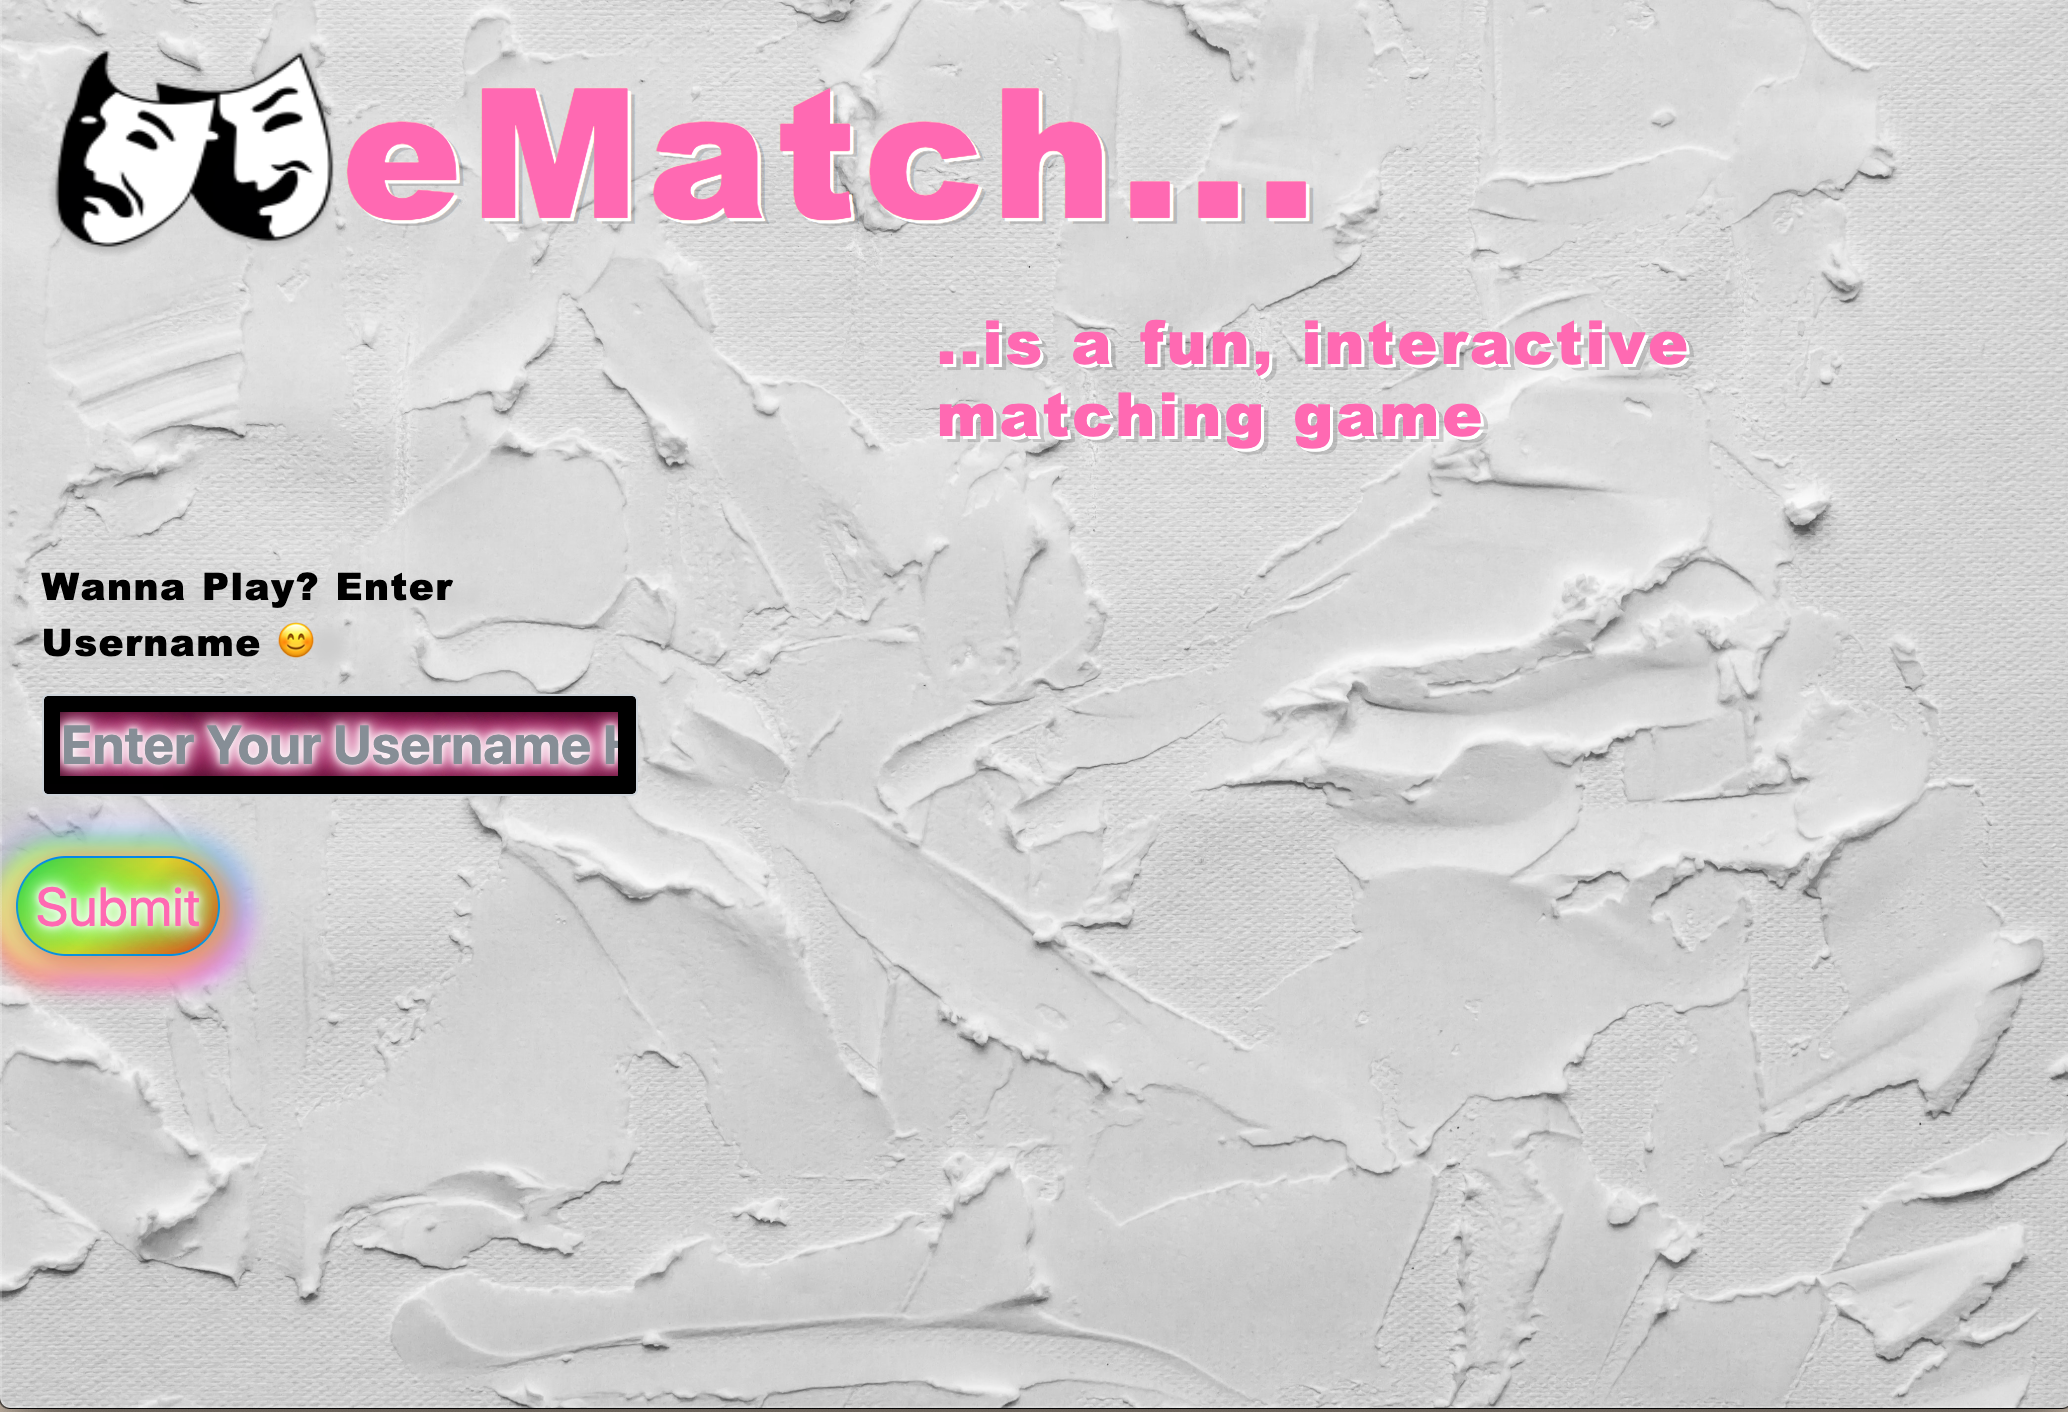 eMatch...
..is a fun, interactive
matching game
Wanna Play? Enter
Username 😊
Enter Your Username
Submit